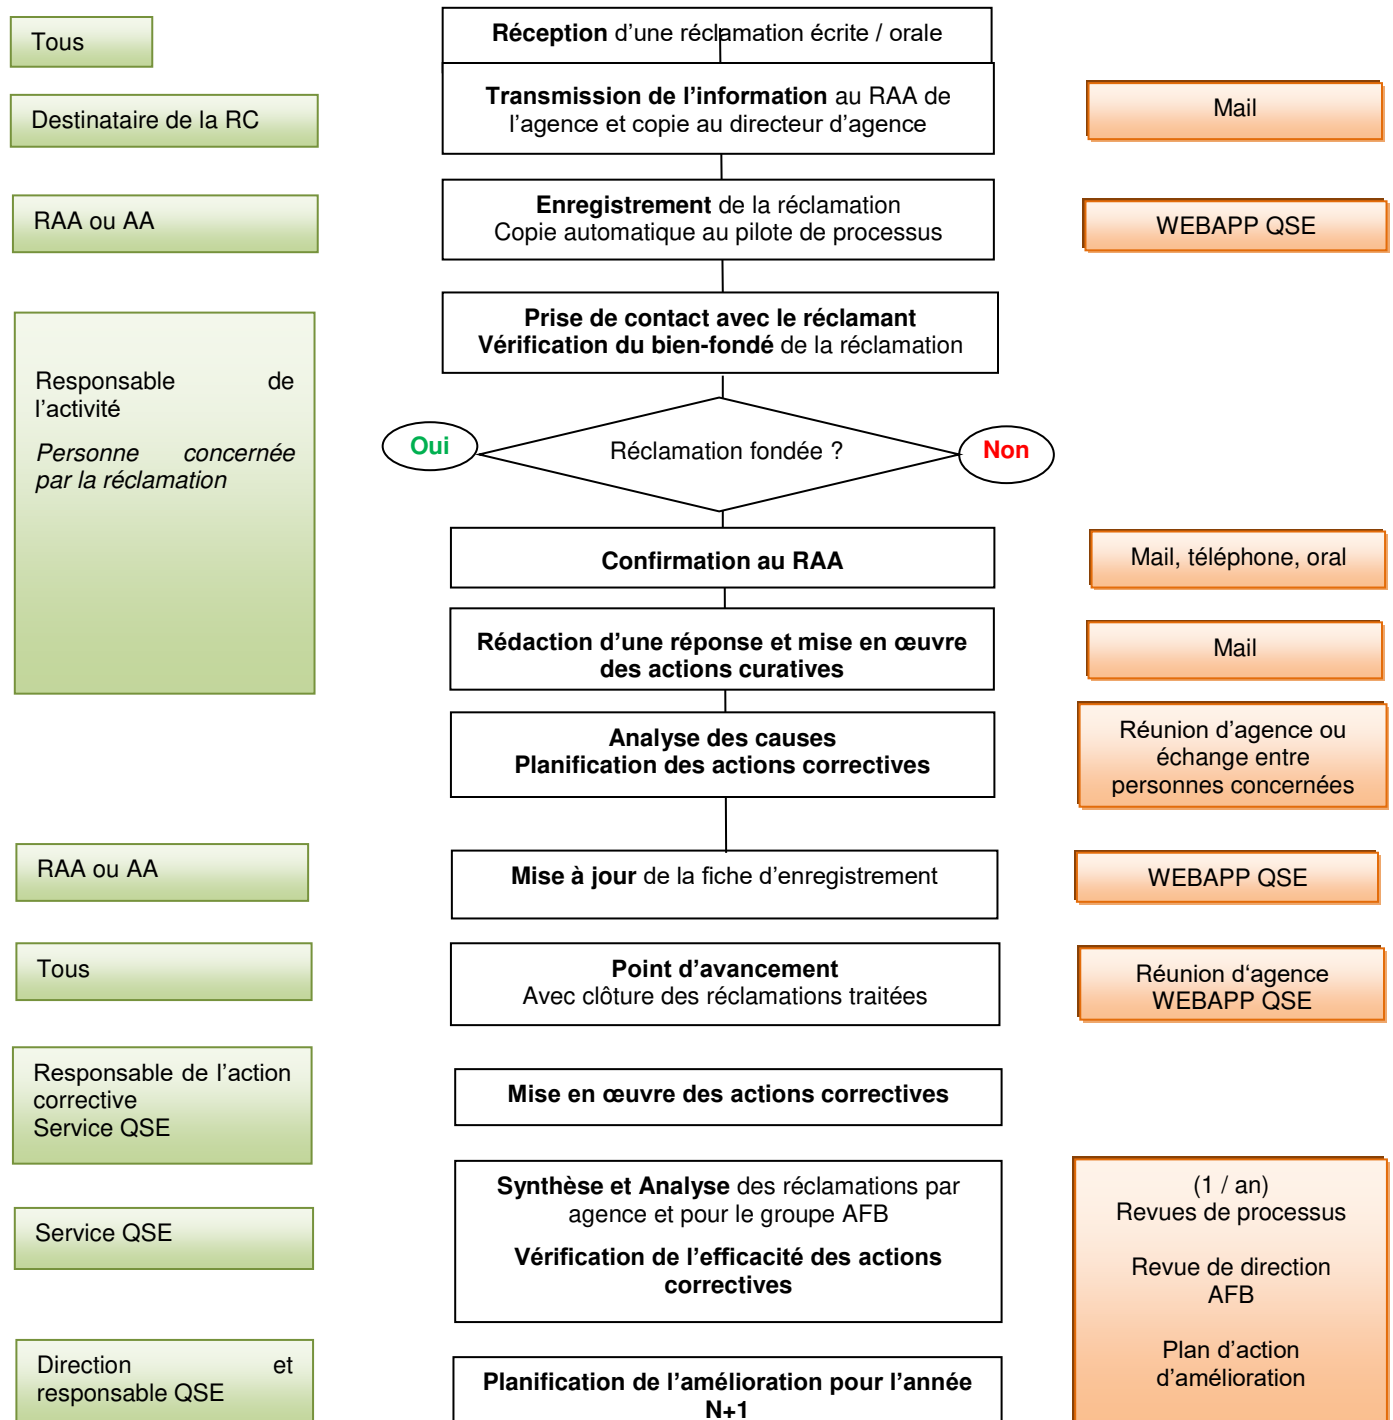 Tous
Réception d'une réclamation écrite / orale
Destinataire de la RC
Transmission de l'information au RAA de
l'agence et copie au directeur d'agence
Mail
RAA ou AA
Enregistrement de la réclamation
Copie automatique au pilote de processus
WEBAPP QSE
Responsable de
l'activité
Personne concernée
par la réclamation
Prise de contact avec le réclamant
Vérification du bien-fondé de la réclamation
Oui
Réclamation fondée ?
Non
Confirmation au RAA
Mail, téléphone, oral
Rédaction d'une réponse et mise en œuvre
des actions curatives
Mail
Analyse des causes
Planification des actions correctives
Réunion d'agence ou
échange entre
personnes concernées
RAA ou AA
Mise à jour de la fiche d'enregistrement
WEBAPP QSE
Tous
Point d'avancement
Avec clôture des réclamations traitées
Réunion d'agence
WEBAPP QSE
Responsable de l'action
corrective
Service QSE
Mise en œuvre des actions correctives
Service QSE
Synthèse et Analyse des réclamations par
agence et pour le groupe AFB
Vérification de l'efficacité des actions
correctives
(1 / an)
Revues de processus
Revue de direction
AFB
Plan d'action
d'amélioration
Direction et
responsable QSE
Planification de l'amélioration pour l'année
N+1